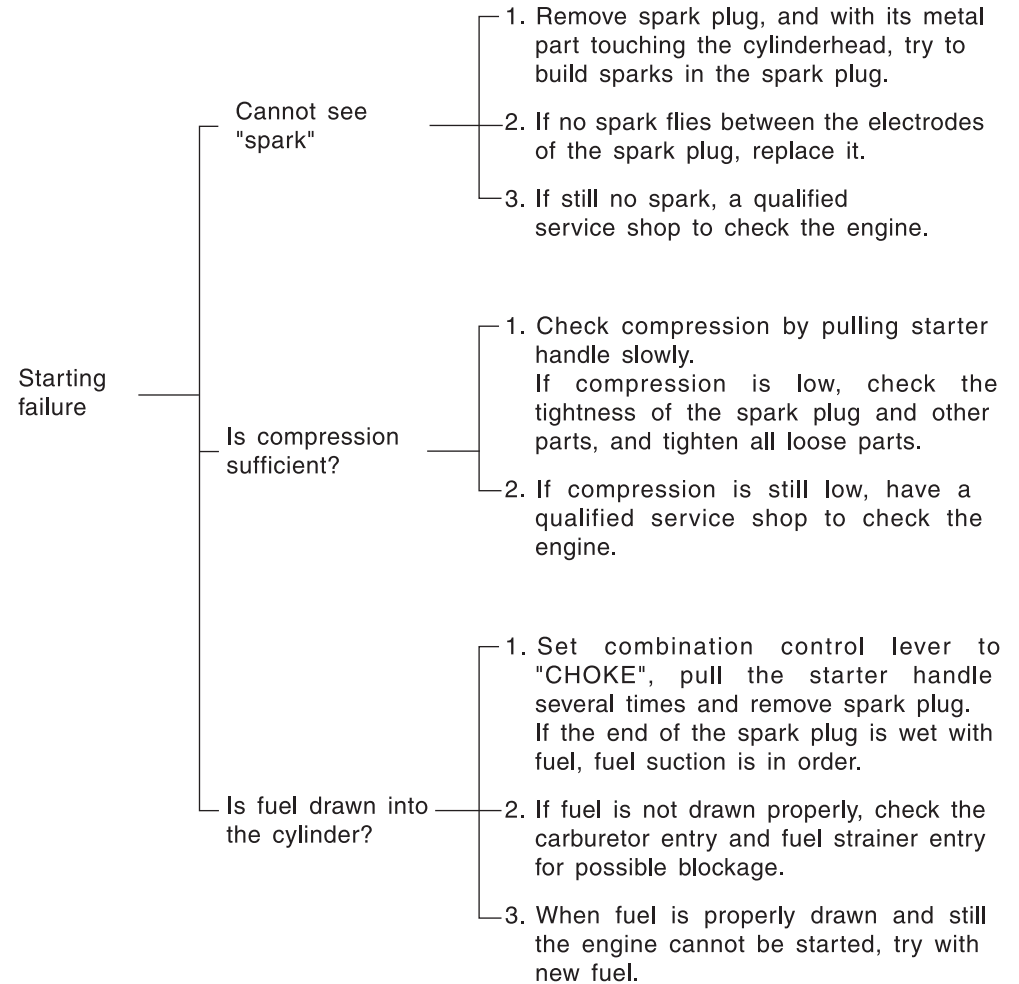 Starting
failure
Cannot see
"spark"
1. Remove spark plug, and with its metal
part touching the cylinderhead, try to
build sparks in the spark plug.
2. If no spark flies between the electrodes
of the spark plug, replace it.
3. If still no spark, a qualified
service shop to check the engine.
Is compression
sufficient?
1. Check compression by pulling starter
handle slowly.
If compression is low, check the
tightness of the spark plug and other
parts, and tighten all loose parts.
2. If compression is still low, have a
qualified service shop to check the
engine.
Is fuel drawn into
the cylinder?
1. Set combination control lever to
"CHOKE", pull the starter handle
several times and remove spark plug.
If the end of the spark plug is wet with
fuel, fuel suction is in order.
2. If fuel is not drawn properly, check the
carburetor entry and fuel strainer entry
for possible blockage.
3. When fuel is properly drawn and still
the engine cannot be started, try with
new fuel.